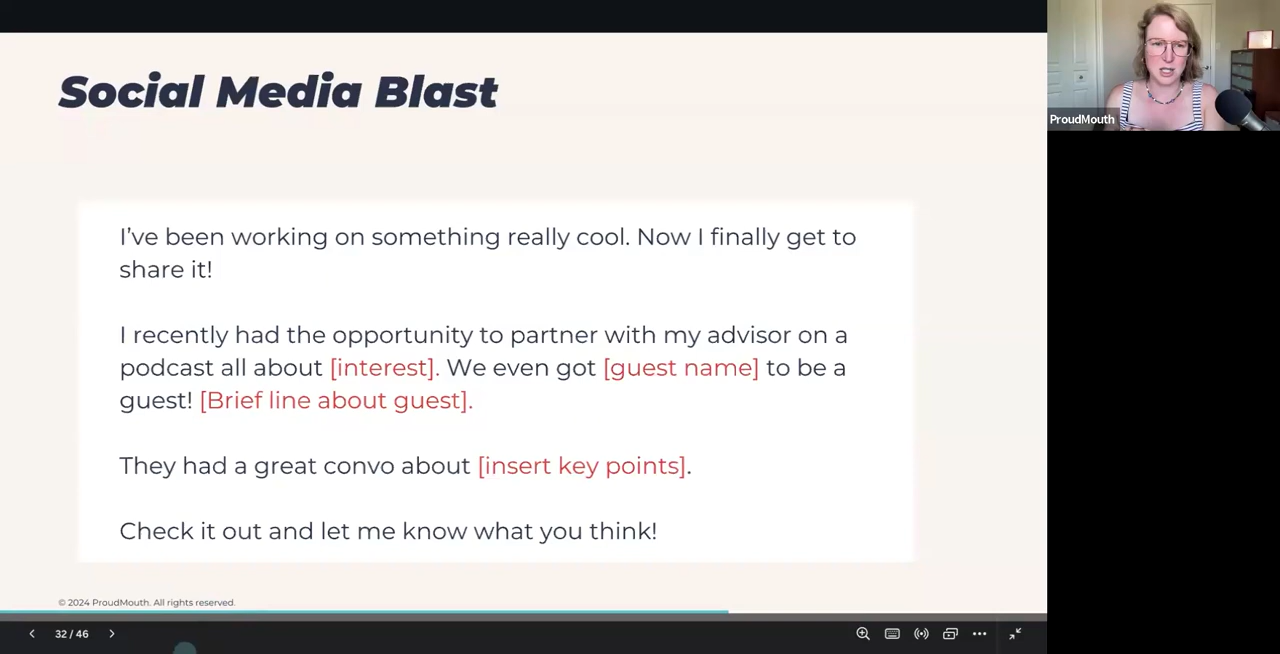 Social Media Blast
I’ve been working on something really cool. Now I finally get to
share it!
I recently had the opportunity to partner with my advisor on a
podcast all about [interest]. We even got [guest name] to be a
guest! [Brief line about guest].
They had a great convo about [insert key points].
Check it out and let me know what you think!
© 2024 ProudMouth. All rights reserved.
32 / 46
ProudMouth